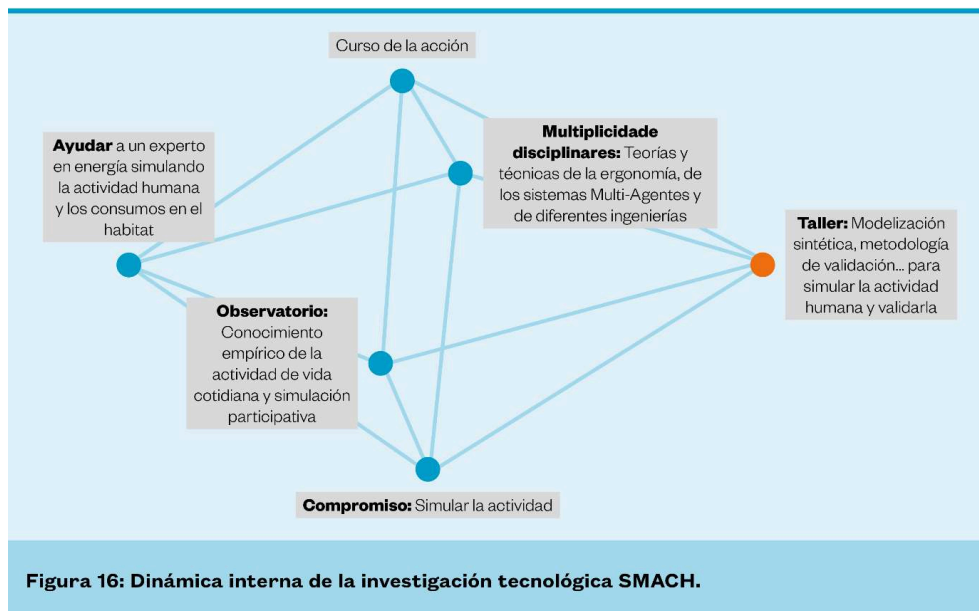 Curso de la acción
Ayudar a un experto
en energía simulando
la actividad humana
y los consumos en el
habitat
Multiplicidade
disciplinares: Teorías y
técnicas de la ergonomía, de
los sistemas Multi-Agentes y
de diferentes ingenierías
Taller: Modelización
sintética, metodología
de validación... para
simular la actividad
humana y validarla
Observatorio:
Conocimiento
empírico de la
actividad de vida
cotidiana y simulación
participativa
Compromiso: Simular la actividad
Figura 16: Dinámica interna de la investigación tecnológica SMACH.